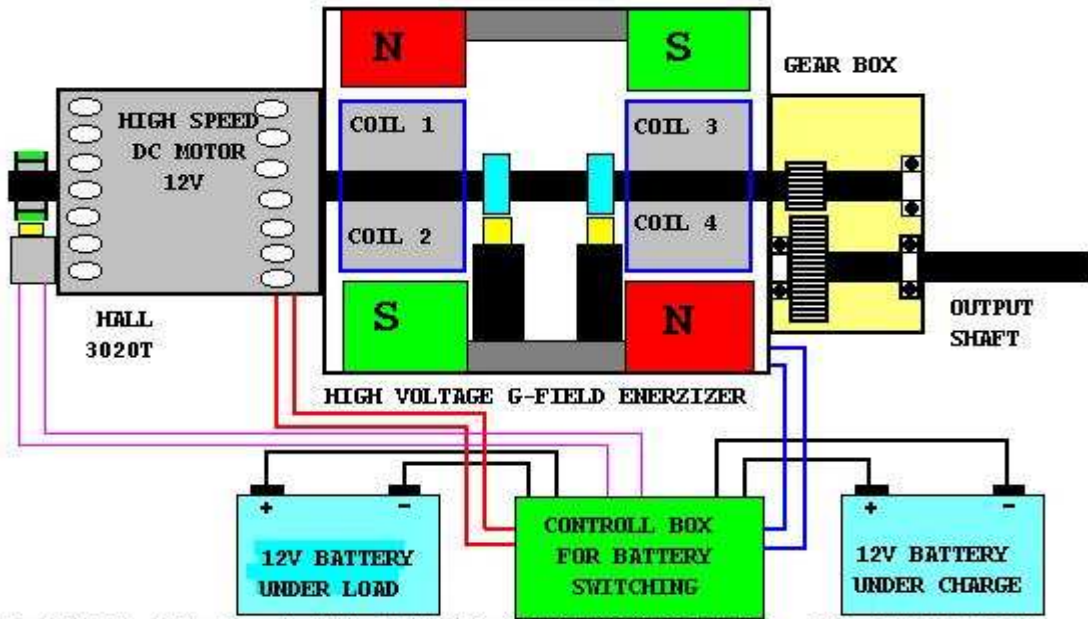 N
S
GEAR BOX
HIGH SPEED
DC MOTOR
12V
COIL 1
COIL 3
COIL 2
COIL 4
S
N
HALL
3020T
OUTPUT
SHAFT
HIGH VOLTAGE G-FIELD ENERZIZER
+ -
+ -
12V BATTERY
UNDER LOAD
CONTROLL BOX
FOR BATTERY
SWITCHING
12V BATTERY
UNDER CHARGE